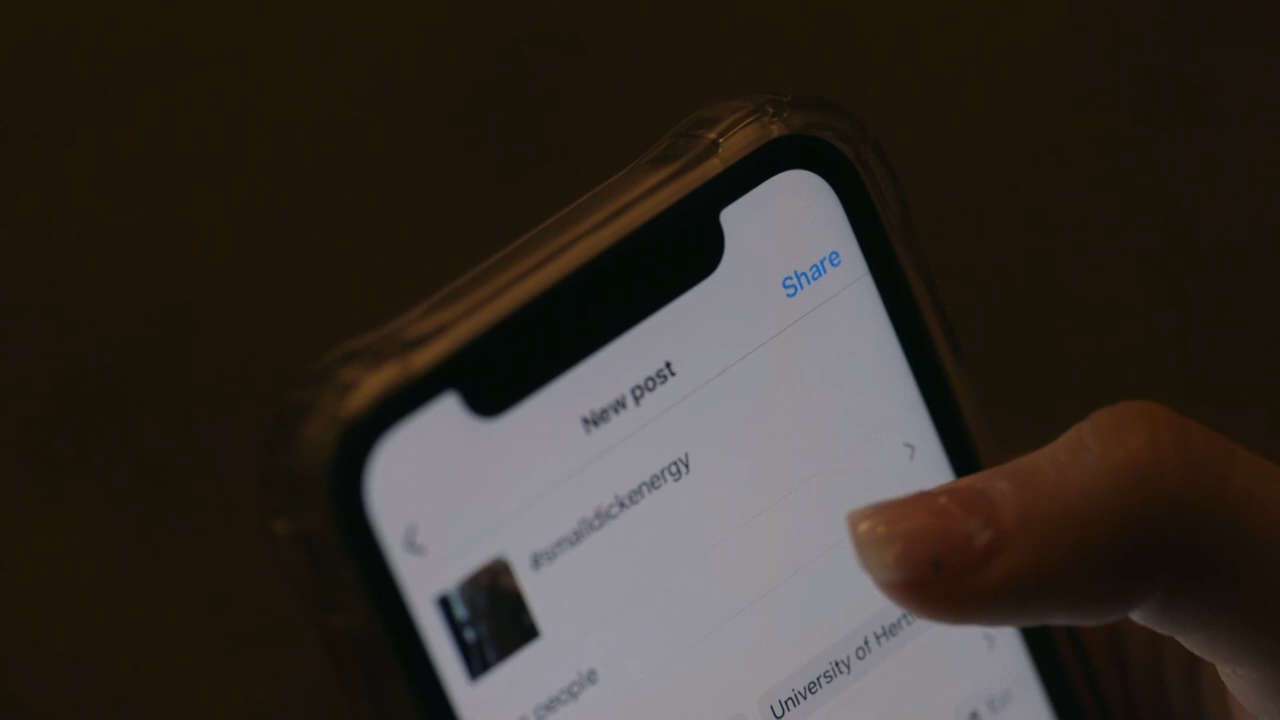 Share
New post
#smalldickenergy
people
University of Hert